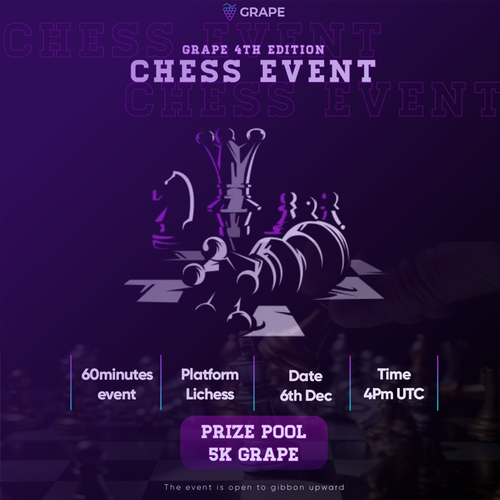 GRAPE
CHESS EVENT
GRAPE 4TH EDITION
CHESS EVENT
CHESS EVENT
60minutes
event
Platform
Lichess
Date
6th Dec
Time
4Pm UTC
PRIZE POOL
5K GRAPE
The event is open to gibbon upward